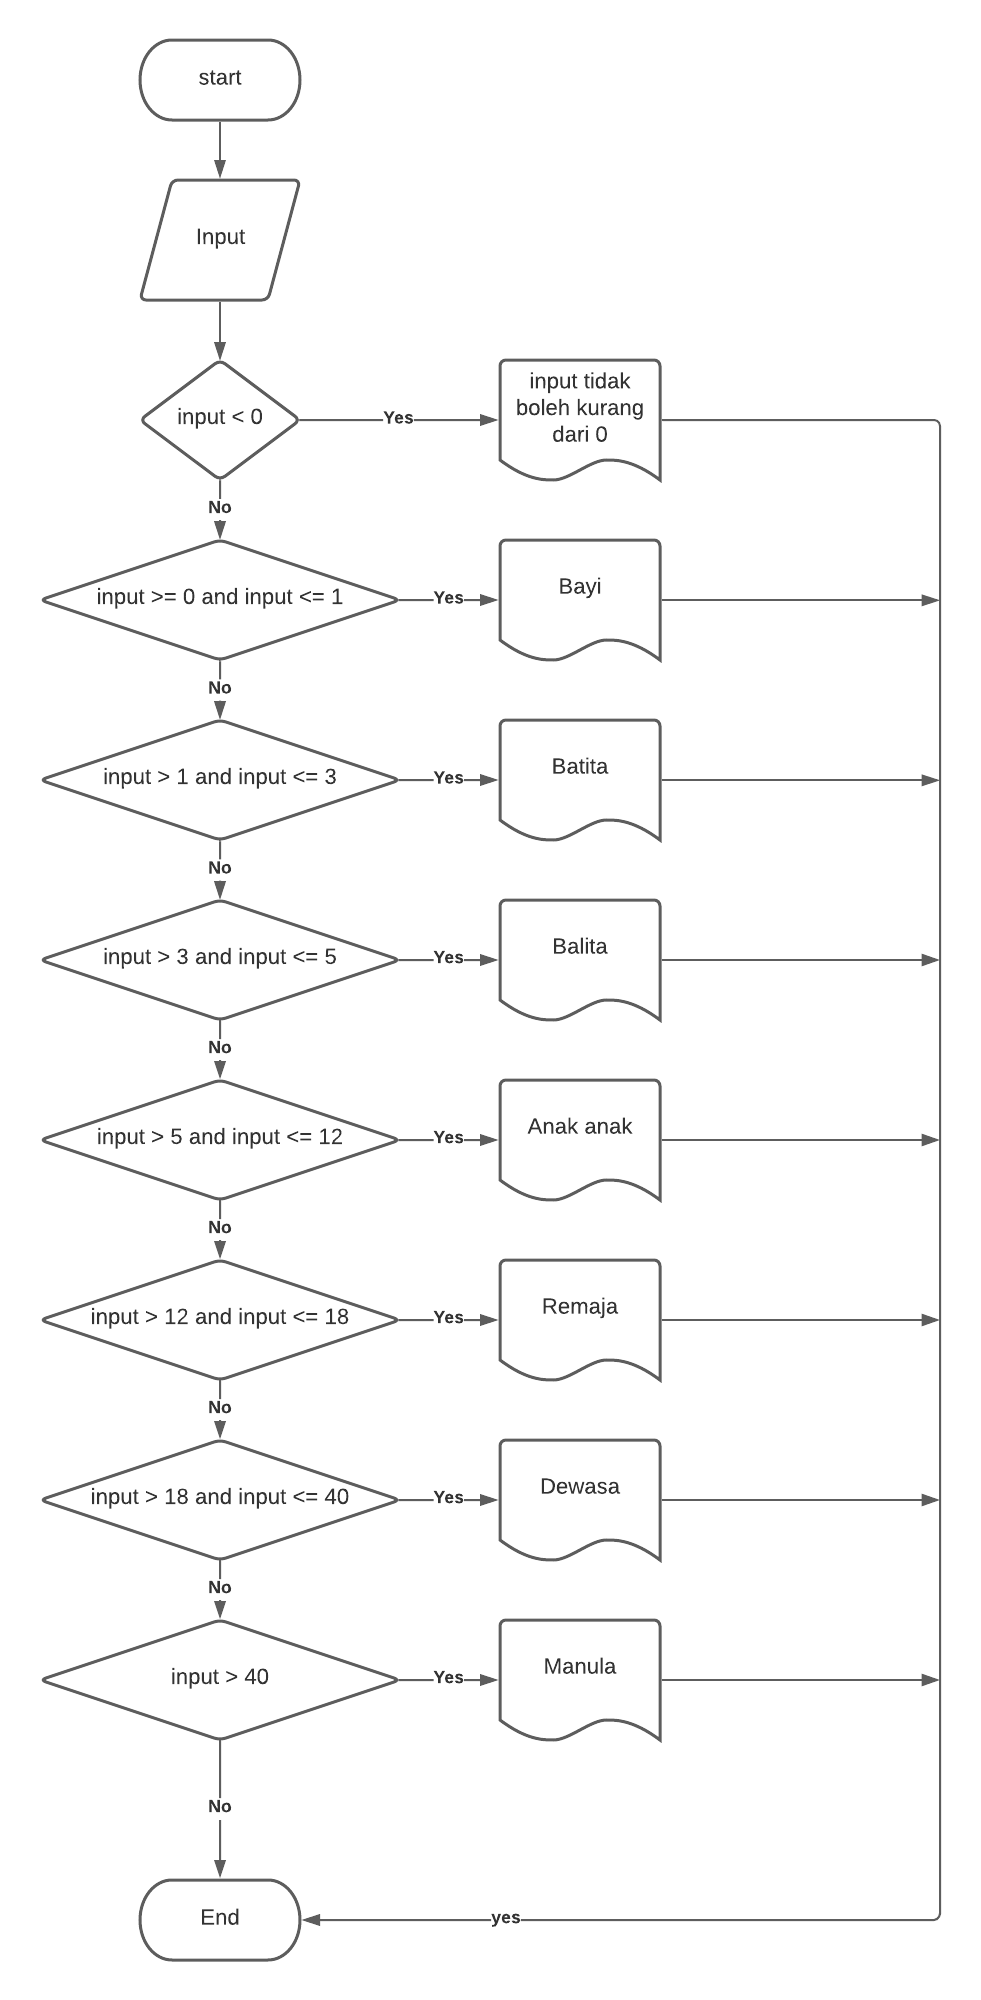 start
Input
input < 0
Yes
input tidak
boleh kurang
dari 0
No
input >= 0 and input <= 1
Yes
Bayi
No
input > 1 and input <= 3
Yes
Batita
No
input > 3 and input <= 5
Yes
Balita
No
input > 5 and input <= 12
Yes
Anak anak
No
input > 12 and input <= 18
Yes
Remaja
No
input > 18 and input <= 40
Yes
Dewasa
No
input > 40
Yes
Manula
No
End
yes